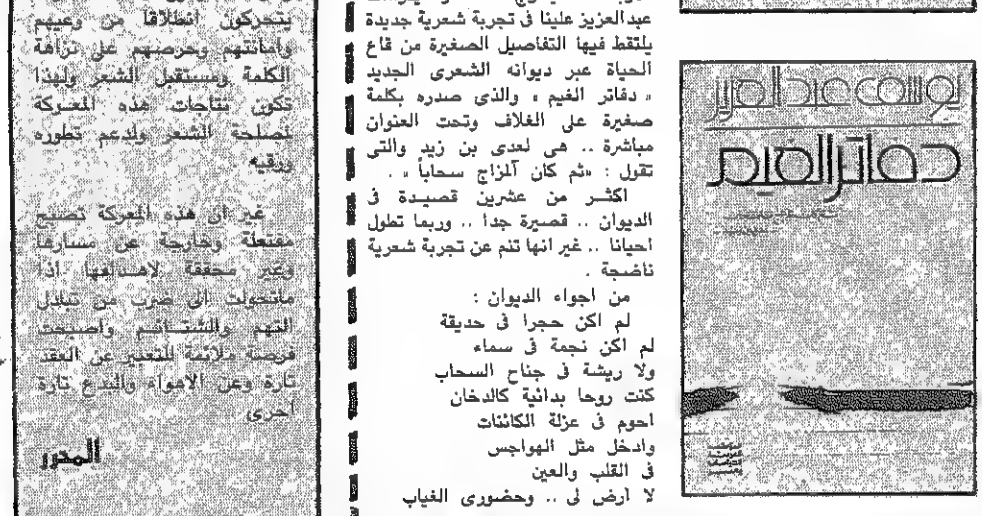 يتحركون انطلاقا من وعيهم
وامانتهم وحرصهم على نزاهة
الكلمة ومستقبل الشعر ولهذا
تكون نتاجات هذه المعركة
لصلحة الشعر ولدعم تطوره
ورقيه
غير ان هذه المعركة تصبح
مفتعلة وخارجة عن مسارها
وغير محققة لاهدافها اذا
ماتحولت الى ضرب من تبادل
التهم والشتائم واصبحت
فرصة ملائمة للتعبير عن العقد
تارة وعن الاهواء والبدع تارة
اخرى
المحرر
عبدالعزيز علينا فى تجربة شعرية جديدة
يلتقط فيها التفاصيل الصغيرة من قاع
الحياة عبر ديوانه الشعرى الجديد
« دفاتر الغيم » والذى صدره بكلمة
صغيرة على الغلاف وتحت العنوان
مباشرة .. هى لعدى بن زيد والتى
تقول : «ثم كان المزاج سحاباً » .
اكثر من عشرين قصيدة فى
الديوان .. قصيرة جدا .. وربما تطول
احيانا .. غير انها تنم عن تجربة شعرية
ناضجة .
من اجواء الديوان :
لم اكن حجرا فى حديقة
لم اكن نجمة فى سماء
ولا ريشة فى جناح السحاب
كنت روحا بدائية كالدخان
احوم فى عزلة الكائنات
وادخل مثل الهواجس
فى القلب والعين
لا ارض لى .. وحضورى الغياب
يوسف عبد العزيز
دفاتر الغيم